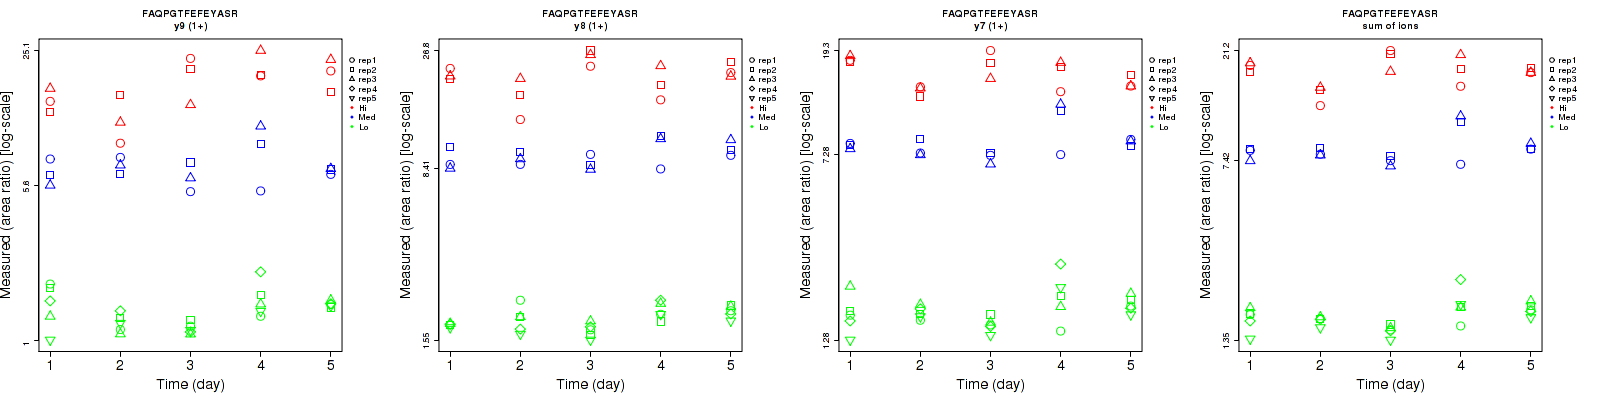 FAQPGTFEFEYASR
y9 (1+)
Measured (area ratio) [log-scale]
25.1
5.6
1
1 2 3 4 5
Time (day)
rep1
rep2
rep3
rep4
rep5
Hi
Med
Lo
FAQPGTFEFEYASR
y8 (1+)
Measured (area ratio) [log-scale]
26.8
8.41
1.55
1 2 3 4 5
Time (day)
rep1
rep2
rep3
rep4
rep5
Hi
Med
Lo
FAQPGTFEFEYASR
y7 (1+)
Measured (area ratio) [log-scale]
19.3
7.28
1.28
1 2 3 4 5
Time (day)
rep1
rep2
rep3
rep4
rep5
Hi
Med
Lo
FAQPGTFEFEYASR
sum of ions
Measured (area ratio) [log-scale]
21.2
7.42
1.35
1 2 3 4 5
Time (day)
rep1
rep2
rep3
rep4
rep5
Hi
Med
Lo